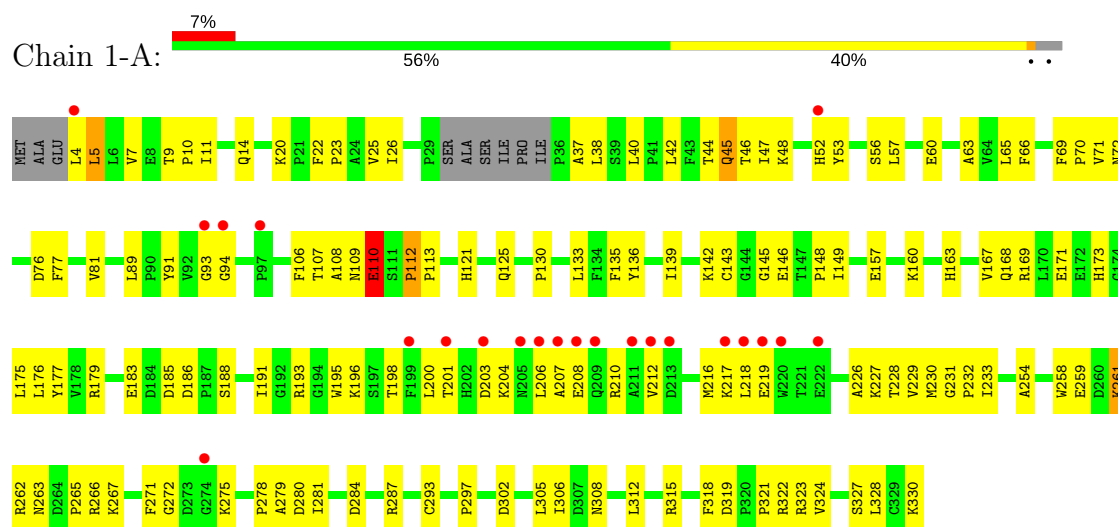 7%
Chain 1-A:
56% 40% • •
MET ALA GLU L4 L5 L6 V7 E8 T9 P10 I11 Q14 K20 P21 F22 P23 A24 V25 I26 P29 SER ALA SER ILE PRO ILE P36 A37 L38 S39 L40 P41 L42 F43 T44 Q45 T46 I47 K48 H52 Y53 S56 L57 E60 A63 V64 L65 F66 F69 P70 V71 N72
D76 F77 V81 L89 P90 Y91 V92 G93 G94 P97 F106 T107 A108 N109 E110 S111 P112 P113 H121 Q125 P130 L133 F134 F135 Y136 I139 K142 C143 G144 G145 E146 T147 P148 I149 E157 K160 H163 V167 Q168 R169 L170 E171 E172 H173 G174
L175 L176 Y177 V178 R179 E183 D184 D185 D186 P187 S188 I191 G192 R193 G194 W195 K196 S197 T198 F199 L200 T201 H202 D203 K204 N205 L206 A207 E208 Q209 R210 A211 V212 D213 M216 K217 L218 E219 W220 T221 E222 A226 K227 T228 V229 M230 G231 P232 I233 A254 W258 E259 D260 K261
R262 N263 D264 P265 R266 K267 F271 G272 D273 G274 K275 P278 A279 D280 I281 D284 R287 C293 P297 D302 L305 I306 D307 N308 L312 R315 F318 D319 P320 P321 R322 R323 V324 S327 L328 C329 K330